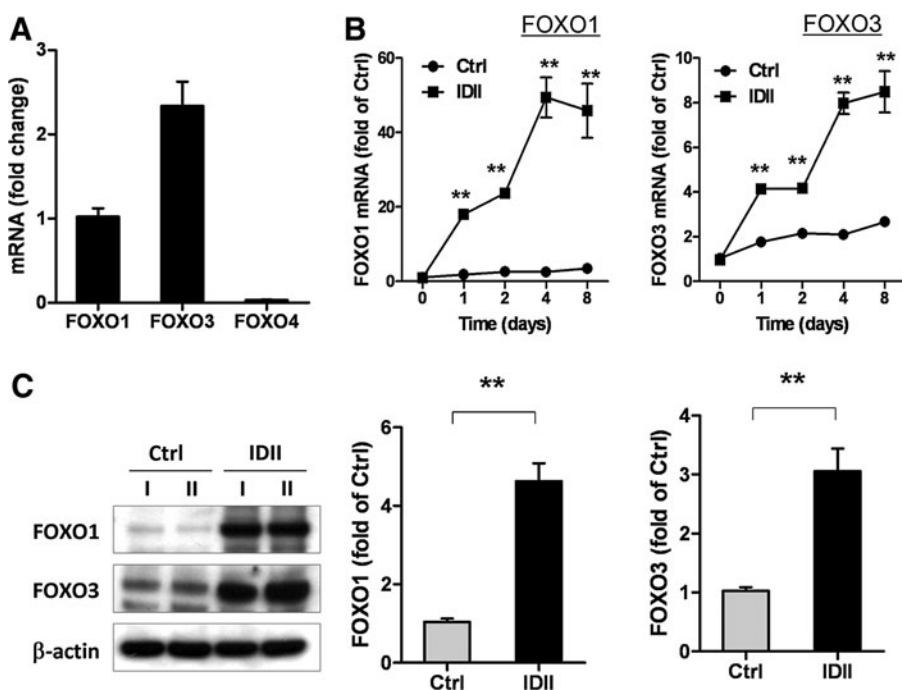 A
mRNA (fold change)
3
2
1
0
FOXO1 FOXO3 FOXO4
B
FOXO1
FOXO1 mRNA (fold of Ctrl)
60
40
20
0
Ctrl
IDII
**
**
**
**
0 1 2 4 8
Time (days)
FOXO3
FOXO3 mRNA (fold of Ctrl)
10
8
6
4
2
0
Ctrl
IDII
**
**
**
**
0 1 2 4 8
Time (days)
C
Ctrl IDII
I II I II
FOXO1
FOXO3
β-actin
**
FOXO1 (fold of Ctrl)
6
4
2
0
Ctrl IDII
**
FOXO3 (fold of Ctrl)
4
3
2
1
0
Ctrl IDII